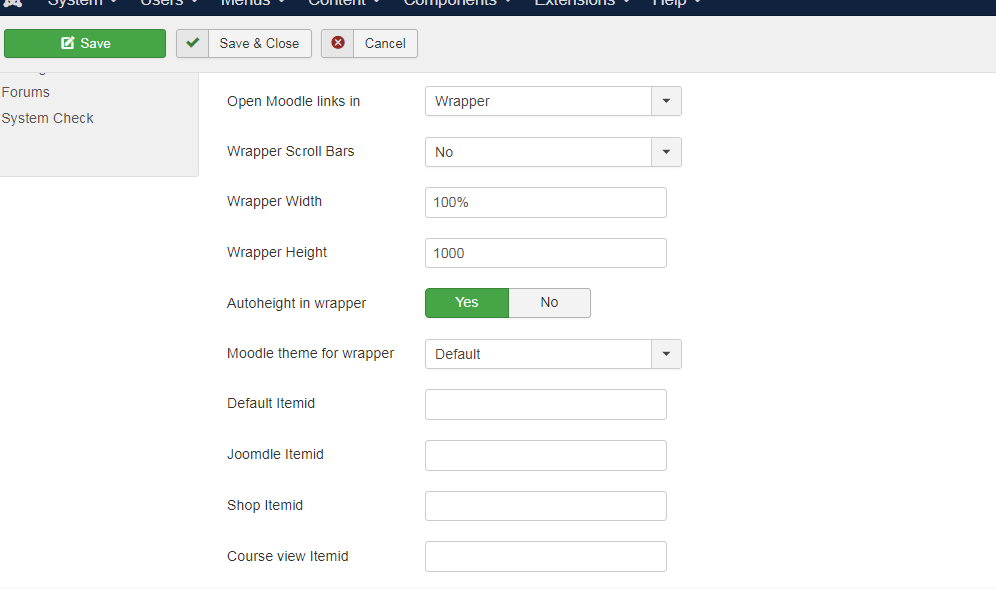 System Users Menus Content Components Extensions Help
Save Save & Close Cancel
Forums
System Check
Open Moodle links in Wrapper
Wrapper Scroll Bars No
Wrapper Width 100%
Wrapper Height 1000
Autoheight in wrapper Yes No
Moodle theme for wrapper Default
Default Itemid
Joomdle Itemid
Shop Itemid
Course view Itemid